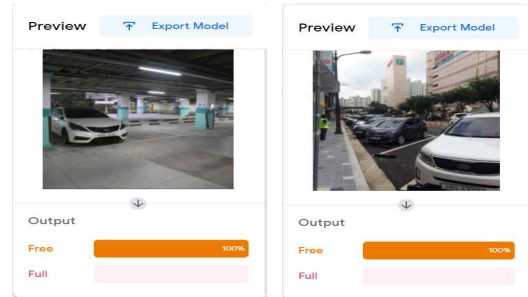 Preview
Export Model
Output
Free
100%
Full
Preview
Export Model
Output
Free
100%
Full